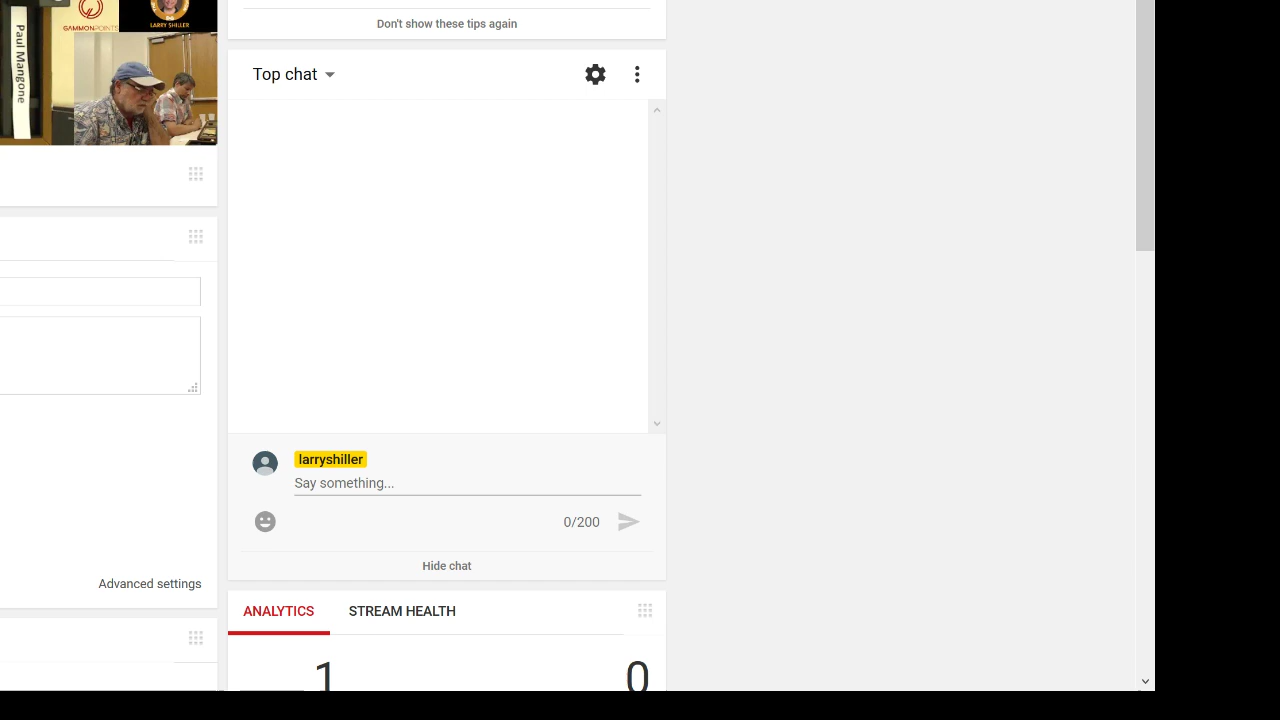 Paul Mangone
GAMMONPOINTS
LARRY SHILLER
Don't show these tips again
Top chat
larryshiller
Say something...
0/200
Hide chat
Advanced settings
ANALYTICS
STREAM HEALTH
1
0